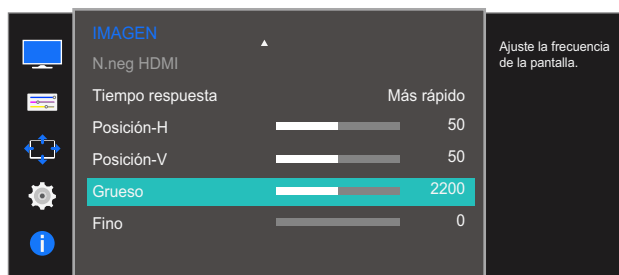 IMAGEN
N.neg HDMI
Tiempo respuesta Más rápido
Posición-H 50
Posición-V 50
Grueso 2200
Fino 0
Ajuste la frecuencia
de la pantalla.